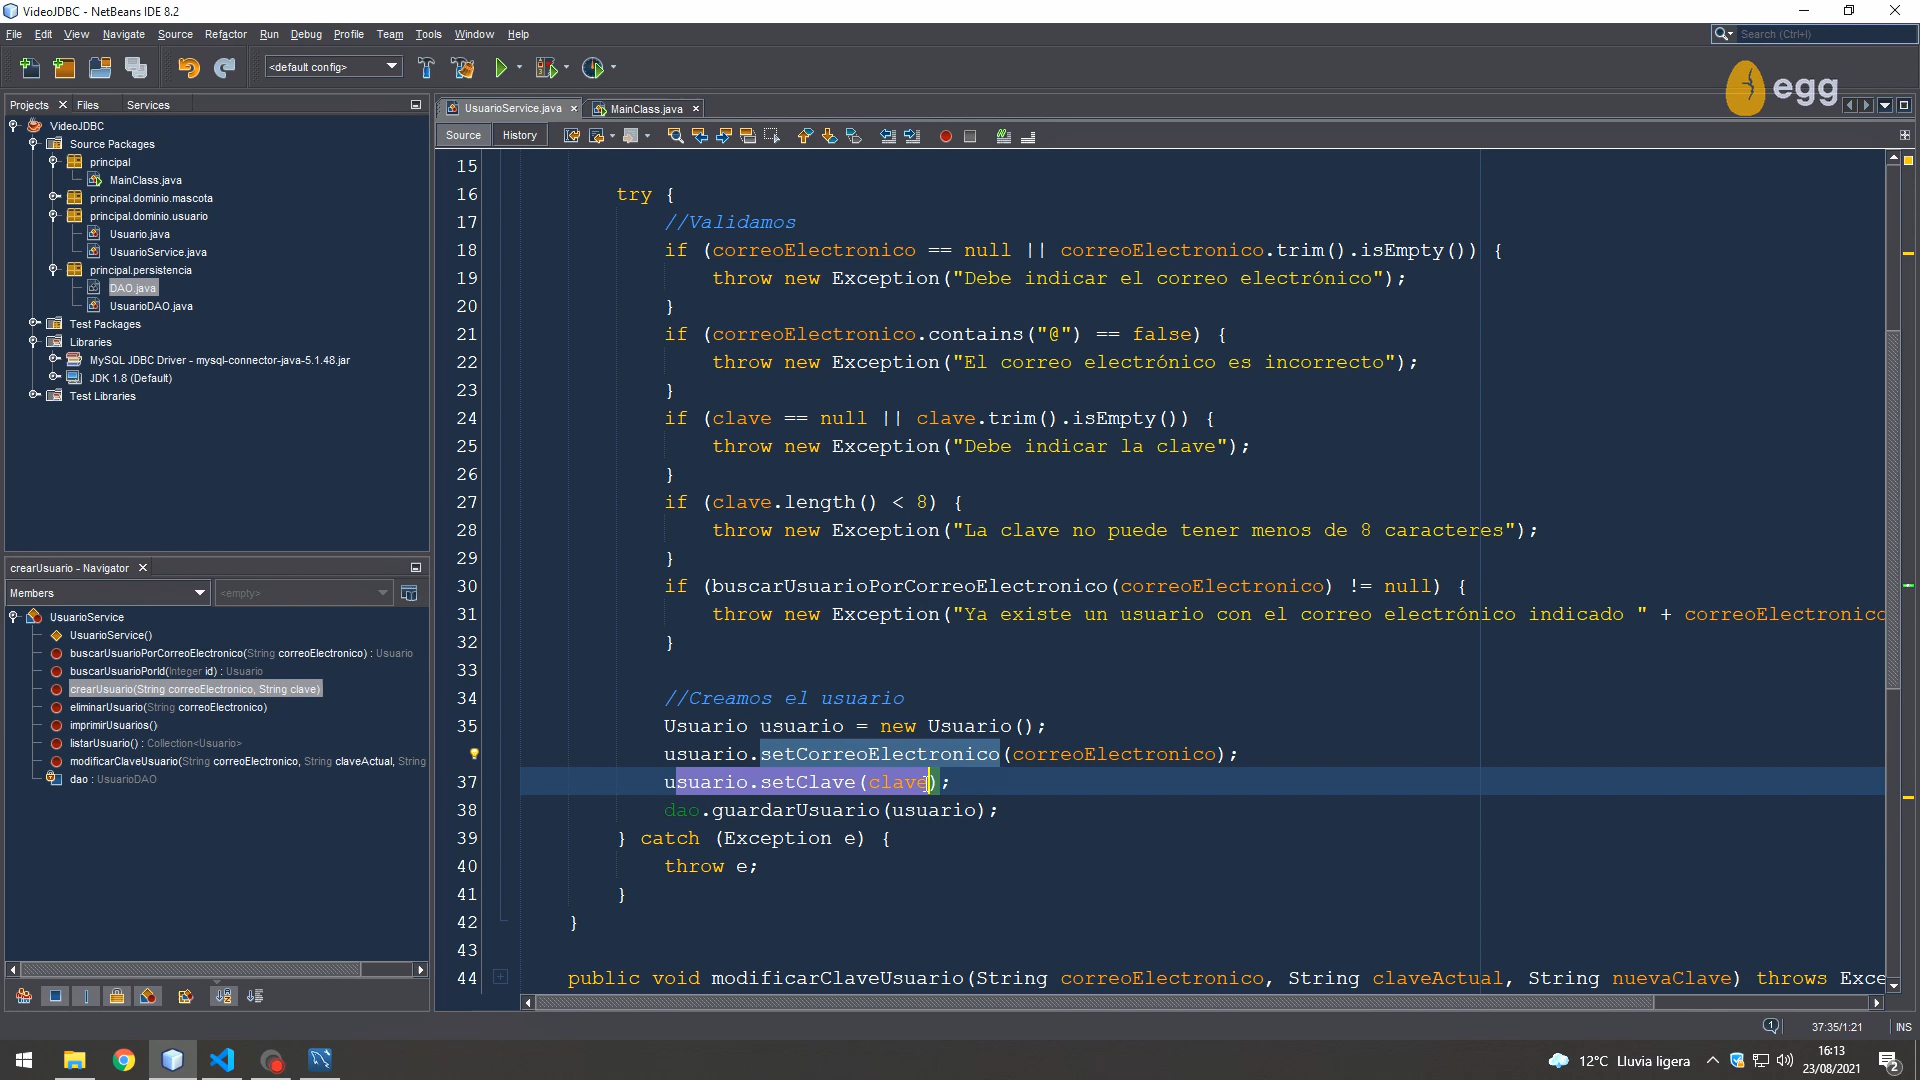 VideoJDBC - NetBeans IDE 8.2
File Edit View Navigate Source Refactor Run Debug Profile Team Tools Window Help
Search (Ctrl+I)
<default config>
egg
Projects Files Services
VideoJDBC
Source Packages
principal
MainClass.java
principal.dominio.mascota
principal.dominio.usuario
Usuario.java
UsuarioService.java
principal.persistencia
DAO.java
UsuarioDAO.java
Test Packages
Libraries
MySQL JDBC Driver - mysql-connector-java-5.1.48.jar
JDK 1.8 (Default)
Test Libraries
crearUsuario - Navigator
Members
<empty>
UsuarioService
UsuarioService()
buscarUsuarioPorCorreoElectronico(String correoElectronico) : Usuario
buscarUsuarioPorId(Integer id) : Usuario
crearUsuario(String correoElectronico, String clave)
eliminarUsuario(String correoElectronico)
imprimirUsuarios()
listarUsuario() : Collection<Usuario>
modificarClaveUsuario(String correoElectronico, String claveActual, String
dao : UsuarioDAO
UsuarioService.java MainClass.java
Source History
15
16 try {
17 //Validamos
18 if (correoElectronico == null || correoElectronico.trim().isEmpty()) {
19 throw new Exception("Debe indicar el correo electrónico");
20 }
21 if (correoElectronico.contains("@") == false) {
22 throw new Exception("El correo electrónico es incorrecto");
23 }
24 if (clave == null || clave.trim().isEmpty()) {
25 throw new Exception("Debe indicar la clave");
26 }
27 if (clave.length() < 8) {
28 throw new Exception("La clave no puede tener menos de 8 caracteres");
29 }
30 if (buscarUsuarioPorCorreoElectronico(correoElectronico) != null) {
31 throw new Exception("Ya existe un usuario con el correo electrónico indicado " + correoElectronico
32 }
33
34 //Creamos el usuario
35 Usuario usuario = new Usuario();
usuario.setCorreoElectronico(correoElectronico);
37 usuario.setClave(clave);
38 dao.guardarUsuario(usuario);
39 } catch (Exception e) {
40 throw e;
41 }
42 }
43
44 public void modificarClaveUsuario(String correoElectronico, String claveActual, String nuevaClave) throws Exce
1 37:35/1:21 INS
12°C Lluvia ligera
16:13
23/08/2021
2